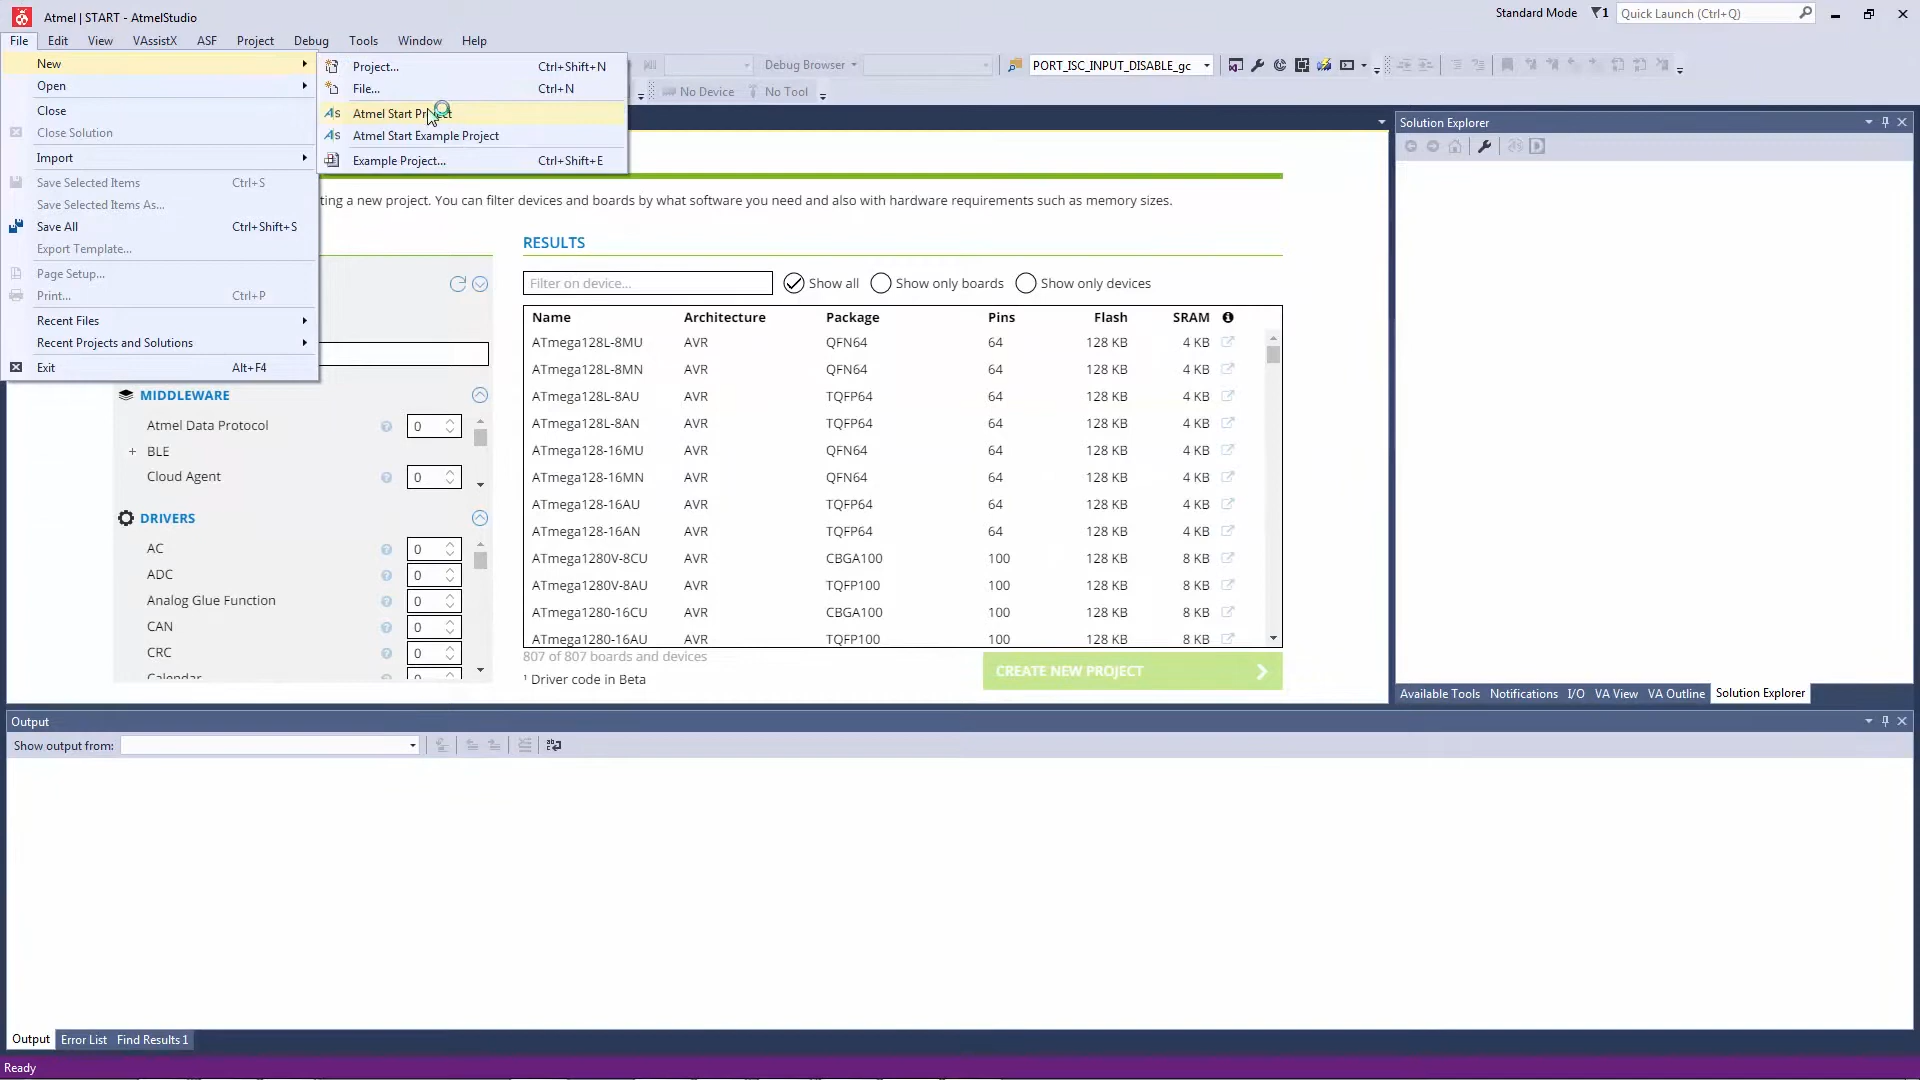 Atmel | START - AtmelStudio
Standard Mode
1
Quick Launch (Ctrl+Q)
File Edit View VAssistX ASF Project Debug Tools Window Help
New
Open
Close
Close Solution
Import
Save Selected Items Ctrl+S
Save Selected Items As...
Save All Ctrl+Shift+S
Export Template...
Page Setup...
Print... Ctrl+P
Recent Files
Recent Projects and Solutions
Exit Alt+F4
Project... Ctrl+Shift+N
File... Ctrl+N
Atmel Start Project
Atmel Start Example Project
Example Project... Ctrl+Shift+E
Debug Browser
PORT_ISC_INPUT_DISABLE_gc
No Device No Tool
ting a new project. You can filter devices and boards by what software you need and also with hardware requirements such as memory sizes.
MIDDLEWARE
Atmel Data Protocol 0
+ BLE
Cloud Agent 0
DRIVERS
AC 0
ADC 0
Analog Glue Function 0
CAN 0
CRC 0
Calendar 0
RESULTS
Filter on device...
Show all Show only boards Show only devices
Name Architecture Package Pins Flash SRAM
ATmega128L-8MU AVR QFN64 64 128 KB 4 KB
ATmega128L-8MN AVR QFN64 64 128 KB 4 KB
ATmega128L-8AU AVR TQFP64 64 128 KB 4 KB
ATmega128L-8AN AVR TQFP64 64 128 KB 4 KB
ATmega128-16MU AVR QFN64 64 128 KB 4 KB
ATmega128-16MN AVR QFN64 64 128 KB 4 KB
ATmega128-16AU AVR TQFP64 64 128 KB 4 KB
ATmega128-16AN AVR TQFP64 64 128 KB 4 KB
ATmega1280V-8CU AVR CBGA100 100 128 KB 8 KB
ATmega1280V-8AU AVR TQFP100 100 128 KB 8 KB
ATmega1280-16CU AVR CBGA100 100 128 KB 8 KB
ATmega1280-16AU AVR TQFP100 100 128 KB 8 KB
807 of 807 boards and devices
¹ Driver code in Beta
CREATE NEW PROJECT
Solution Explorer
Available Tools Notifications I/O VA View VA Outline Solution Explorer
Output
Show output from:
Output Error List Find Results 1
Ready